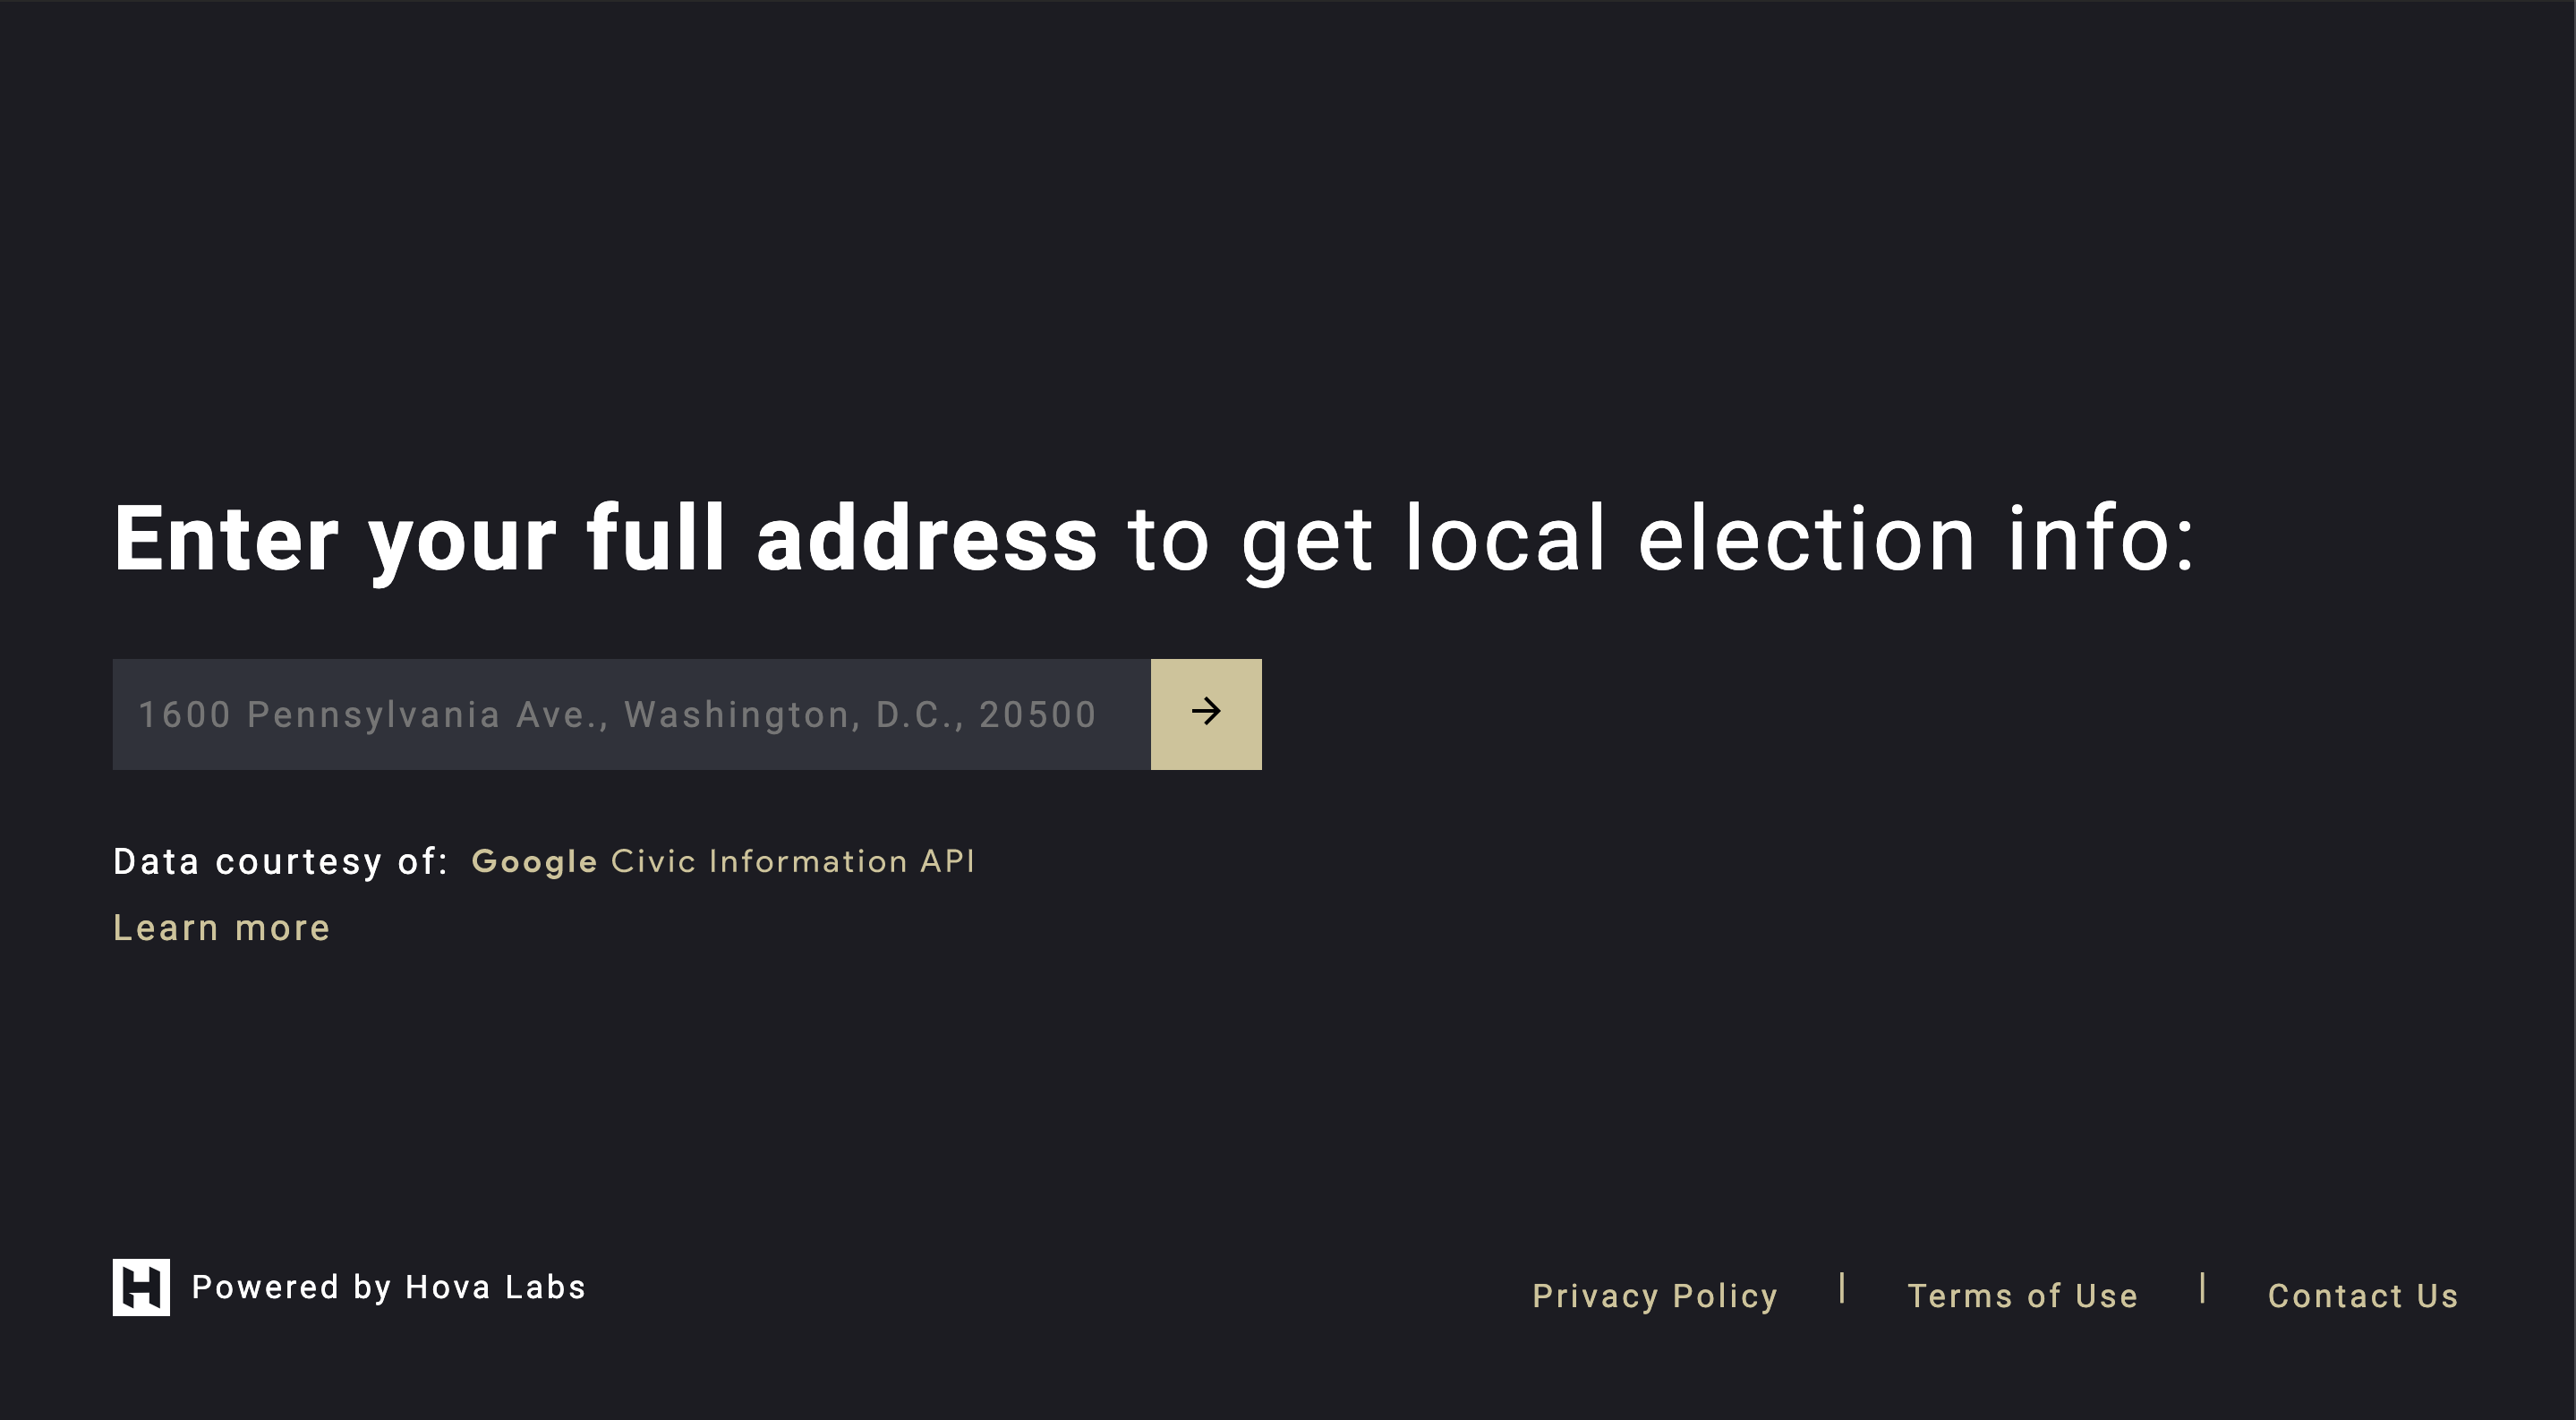 Enter your full address to get local election info:
1600 Pennsylvania Ave., Washington, D.C., 20500
Data courtesy of: Google Civic Information API
Learn more
Powered by Hova Labs
Privacy Policy | Terms of Use | Contact Us